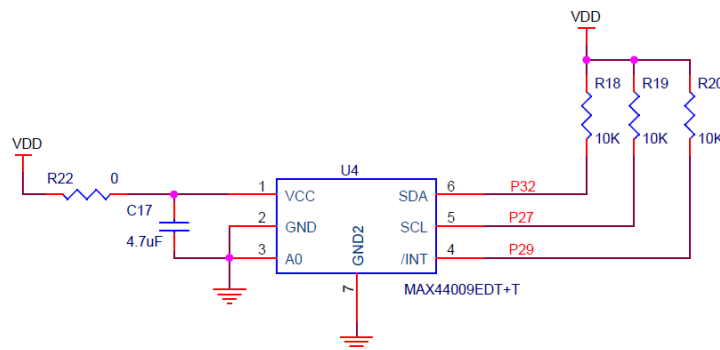 VDD
R18
R19
R20
10K
10K
10K
VDD
R22
0
U4
1
VCC
SDA
6
P32
C17
2
GND
SCL
5
P27
4.7uF
3
A0
GND2
/INT
4
P29
7
MAX44009EDT+T